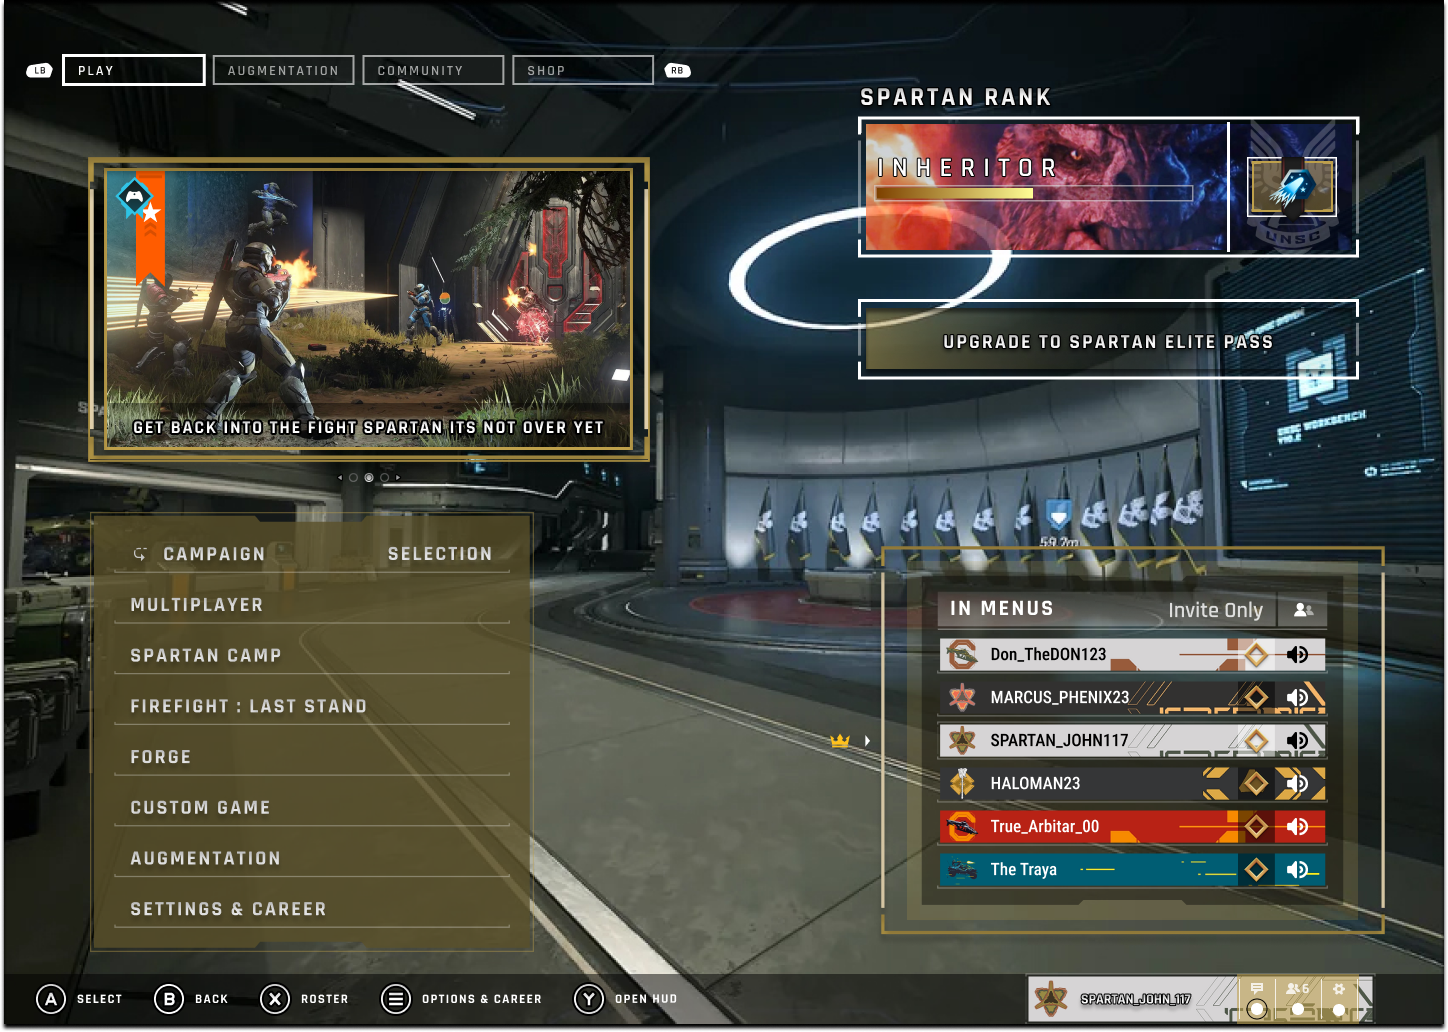 LB
PLAY
AUGMENTATION
COMMUNITY
SHOP
RB
SPARTAN RANK
INHERITOR
UNSC
UPGRADE TO SPARTAN ELITE PASS
GET BACK INTO THE FIGHT SPARTAN ITS NOT OVER YET
CAMPAIGN SELECTION
MULTIPLAYER
SPARTAN CAMP
FIREFIGHT : LAST STAND
FORGE
CUSTOM GAME
AUGMENTATION
SETTINGS & CAREER
59.7m
IN MENUS Invite Only
Don_TheDON123
MARCUS_PHENIX23
SPARTAN_JOHN117
HALOMAN23
True_Arbitar_00
The Traya
A SELECT
B BACK
X ROSTER
OPTIONS & CAREER
Y OPEN HUD
SPARTAN_JOHN_117
6